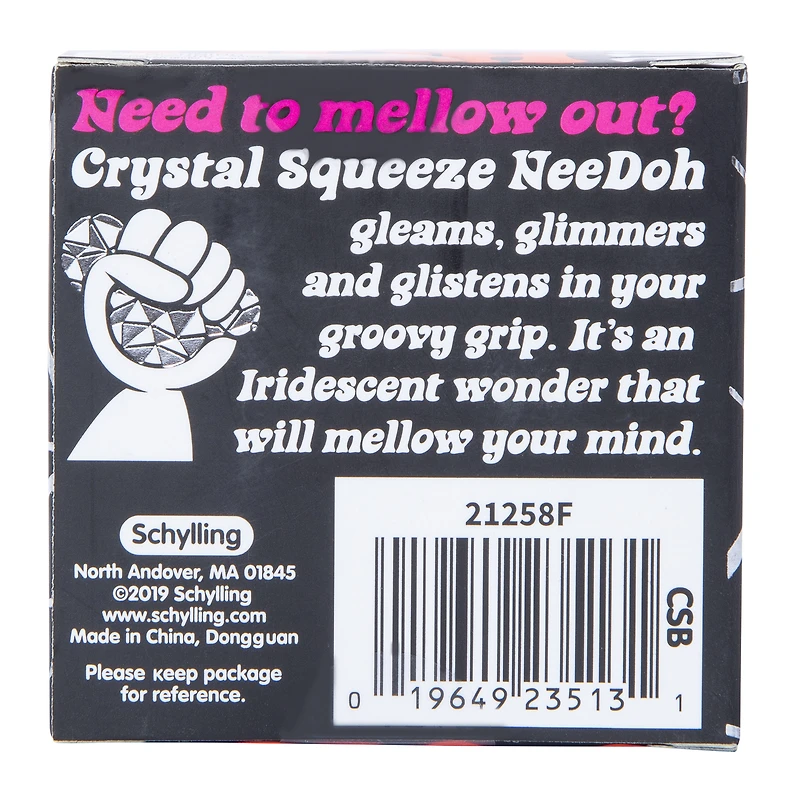 Need to mellow out?
Crystal Squeeze NeeDoh
gleams, glimmers
and glistens in your
groovy grip. It's an
Iridescent wonder that
will mellow your mind.
Schylling
North Andover, MA 01845
©2019 Schylling
www.schylling.com
Made in China, Dongguan
Please keep package
for reference.
21258F
CSB
0 19649 23513 1